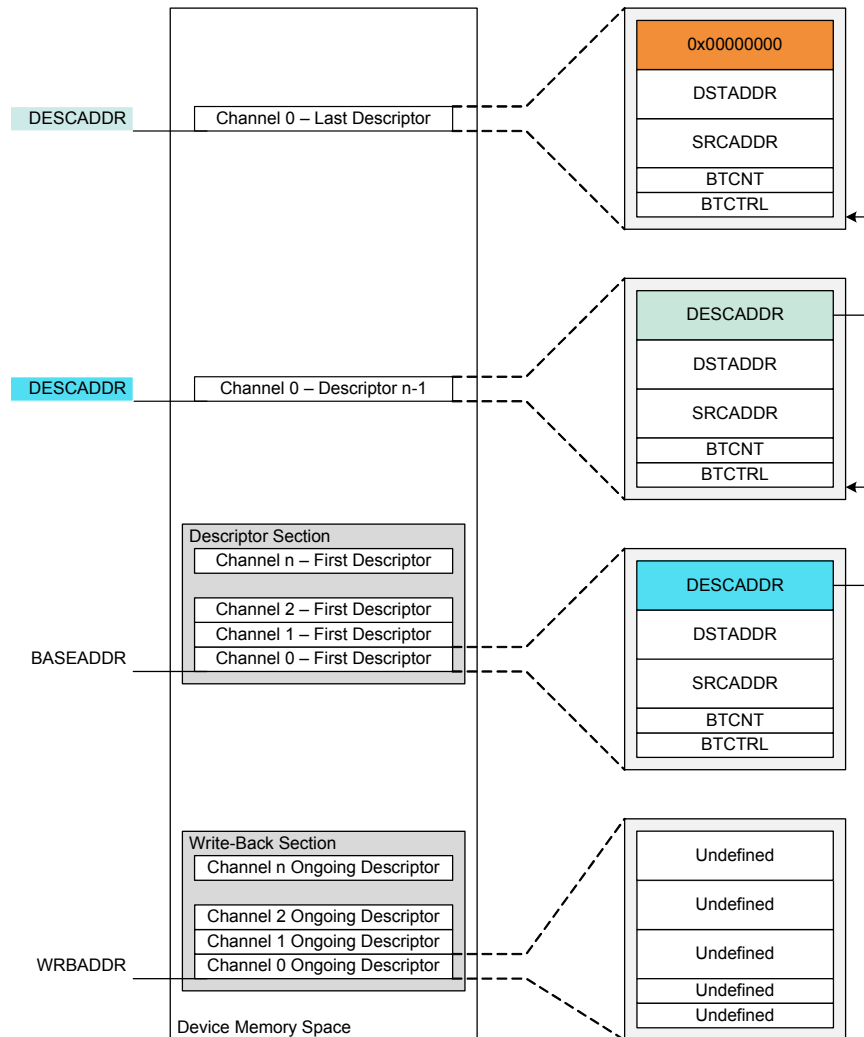 0x00000000
DESCADDR
Channel 0 – Last Descriptor
DSTADDR
SRCADDR
BTCNT
BTCTRL
DESCADDR
DESCADDR
Channel 0 – Descriptor n-1
DSTADDR
SRCADDR
BTCNT
BTCTRL
Descriptor Section
Channel n – First Descriptor
DESCADDR
Channel 2 – First Descriptor
Channel 1 – First Descriptor
DSTADDR
BASEADDR
Channel 0 – First Descriptor
SRCADDR
BTCNT
BTCTRL
Write-Back Section
Channel n Ongoing Descriptor
Undefined
Channel 2 Ongoing Descriptor
Undefined
Channel 1 Ongoing Descriptor
Undefined
WRBADDR
Channel 0 Ongoing Descriptor
Undefined
Undefined
Device Memory Space